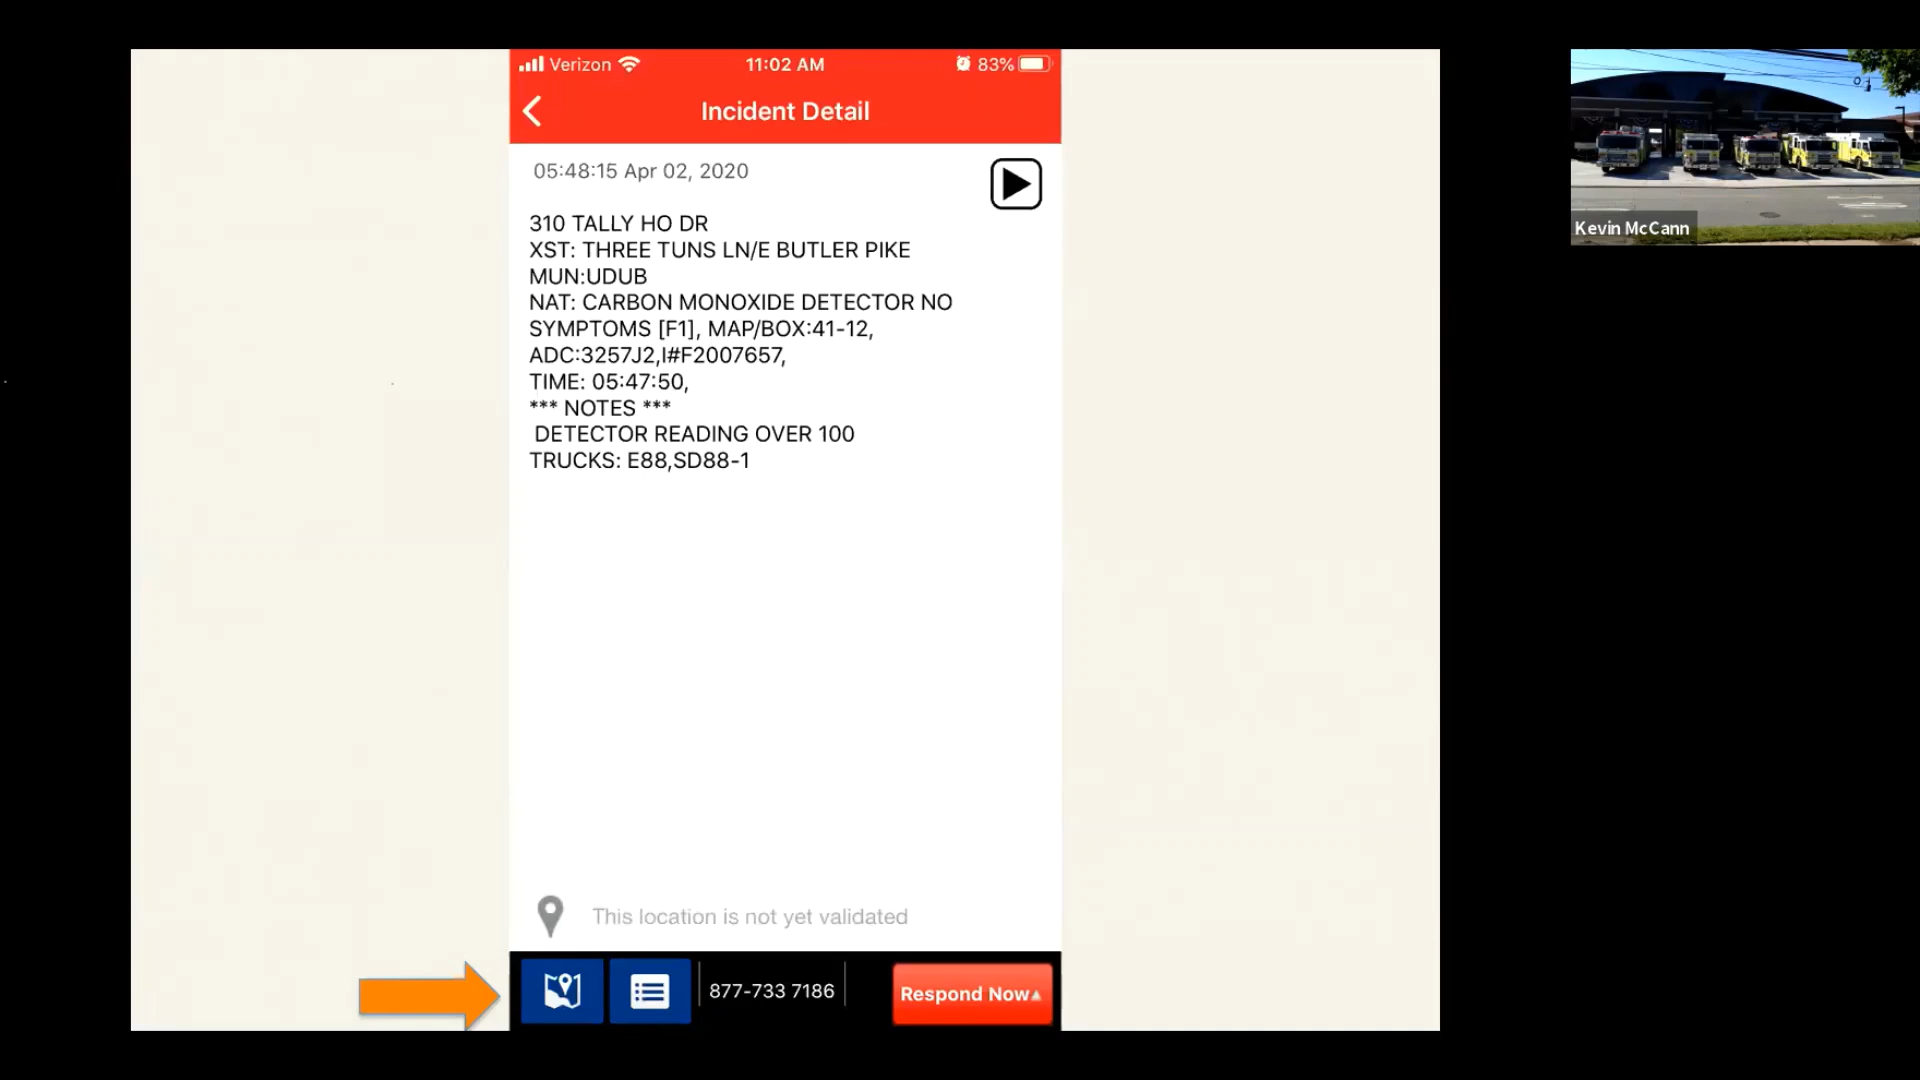 Verizon 11:02 AM 83%
Incident Detail
05:48:15 Apr 02, 2020
310 TALLY HO DR
XST: THREE TUNS LN/E BUTLER PIKE
MUN:UDUB
NAT: CARBON MONOXIDE DETECTOR NO
SYMPTOMS [F1], MAP/BOX:41-12,
ADC:3257J2,I#F2007657,
TIME: 05:47:50,
*** NOTES ***
DETECTOR READING OVER 100
TRUCKS: E88,SD88-1
This location is not yet validated
877-733 7186
Respond Now▲
Kevin McCann